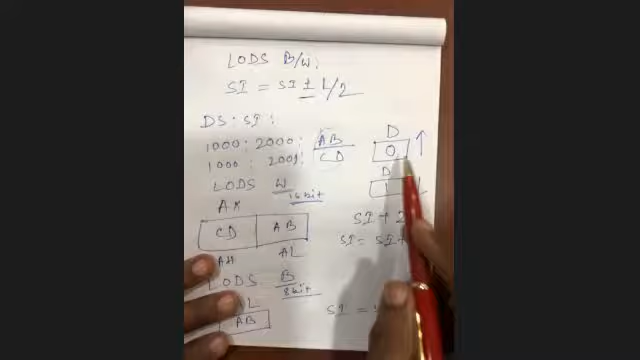 LODS B/W.
SI = SI ± 1/2
DS: SI:
1000: 2000: AB
1000 2001: CD
LODS W
16 bit
AX
CD AB
AH AL
LODS B
8 bit
AL
AB
D
0 ↑
D
1
SI + 2
SI = SI +
SI =